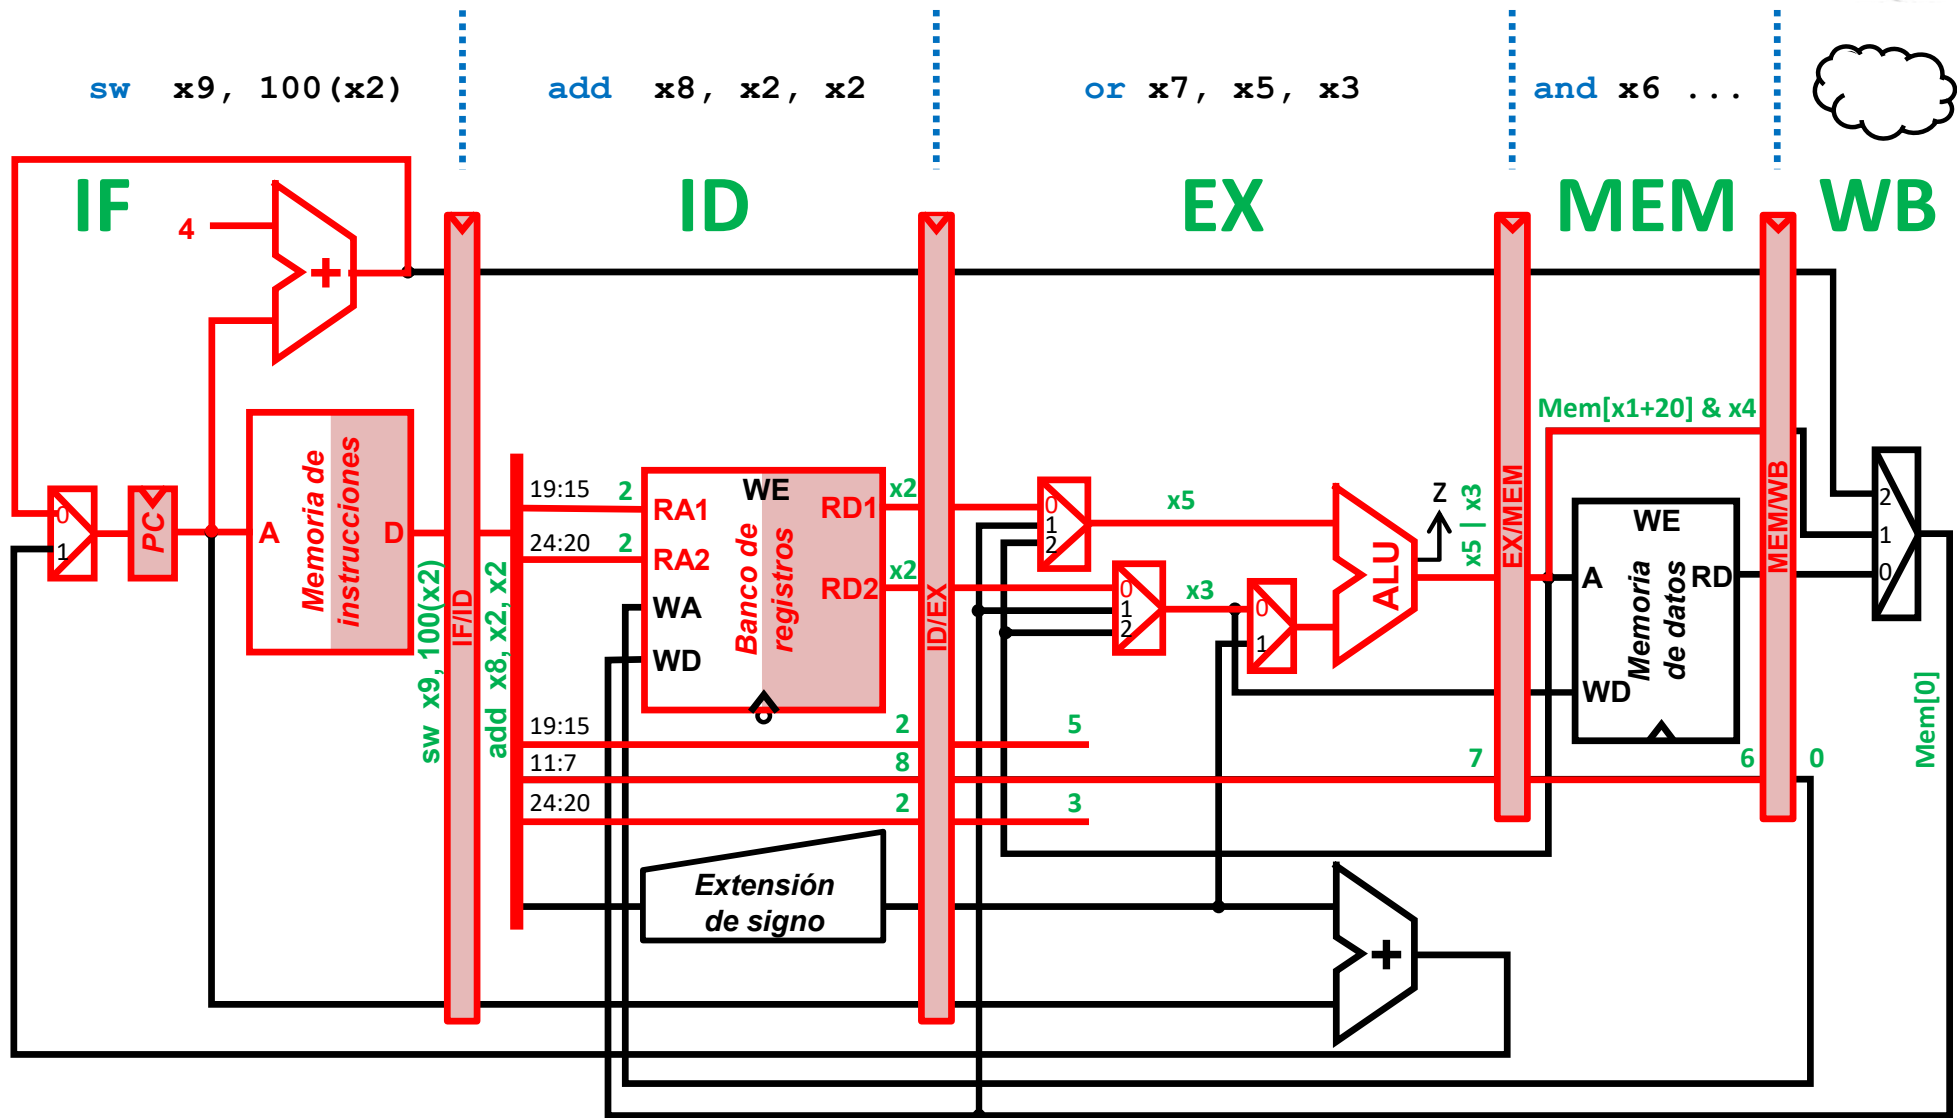 sw x9, 100(x2)
add x8, x2, x2
or x7, x5, x3
and x6 ...
IF
ID
EX
MEM
WB
4
+
Mem[x1+20] & x4
0
1
PC
A
Memoria de
instrucciones
D
sw x9, 100(x2)
IF/ID
add x8, x2, x2
19:15
2
24:20
2
RA1
RA2
WA
WD
WE
Banco de
registros
RD1
RD2
x2
x2
ID/EX
0
1
2
0
1
2
x5
x3
0
1
ALU
Z
x5 | x3
EX/MEM
A
WD
WE
Memoria
de datos
RD
MEM/WB
2
1
0
Mem[0]
19:15
2
5
11:7
8
7
6
0
24:20
2
3
Extensión
de signo
+